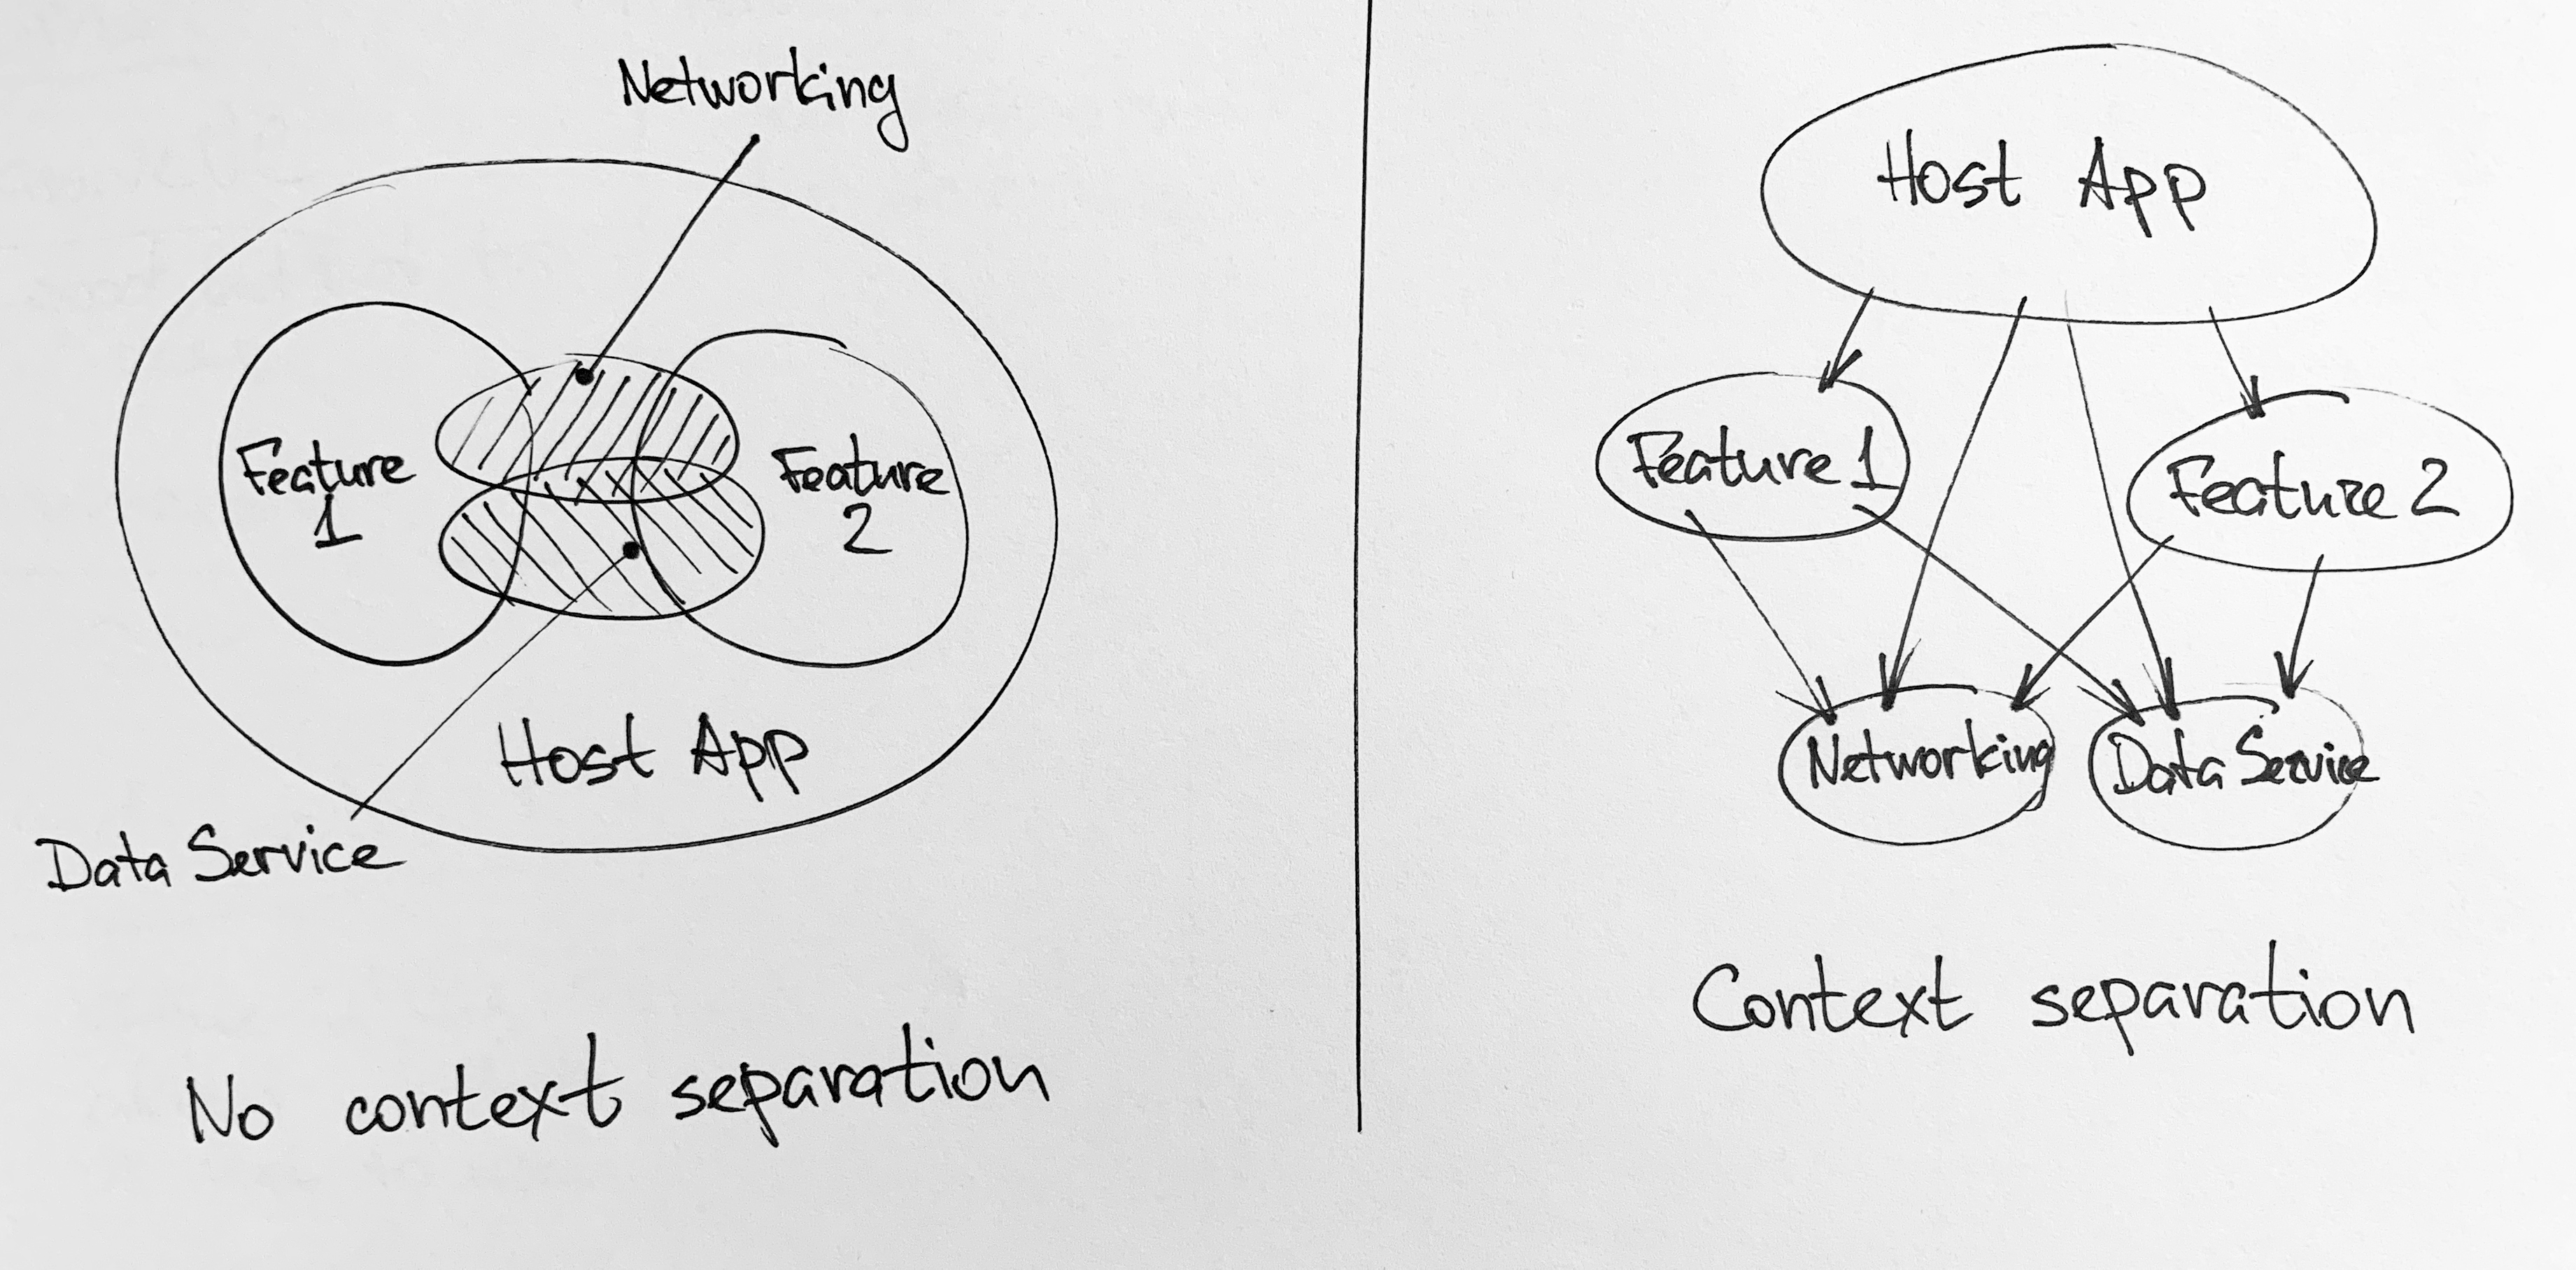 Networking
Feature
1
Feature
2
Host App
Data Service
No context separation
Host App
Feature 1
Feature 2
Networking
Data Service
Context separation